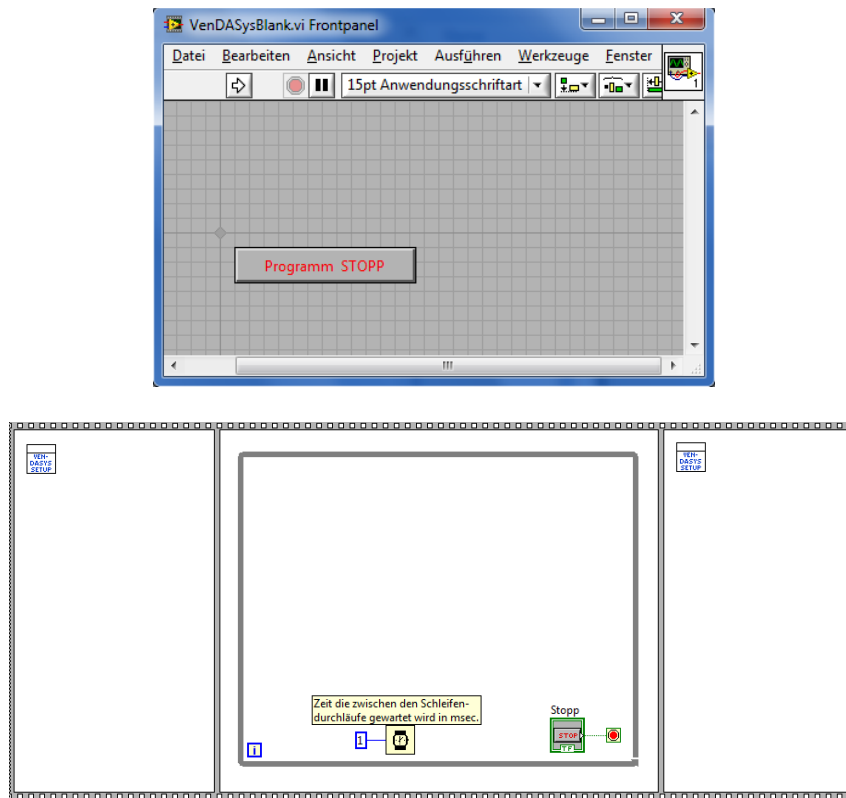 VenDASysBlank.vi Frontpanel
Datei Bearbeiten Ansicht Projekt Ausführen Werkzeuge Fenster
15pt Anwendungsschriftart
1
Programm STOPP
VEN-
DASYS
SETUP
VEN-
DASYS
SETUP
Zeit die zwischen den Schleifen-
durchläufe gewartet wird in msec.
Stopp
1
STOP
TF
i